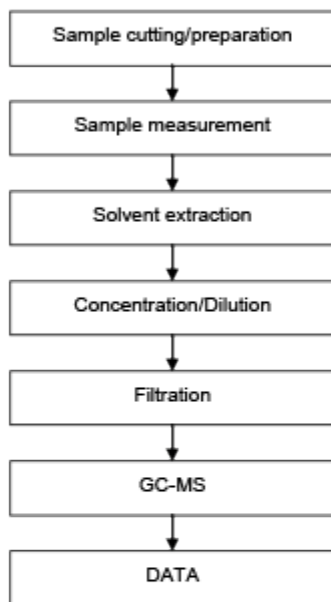 Sample cutting/preparation
Sample measurement
Solvent extraction
Concentration/Dilution
Filtration
GC-MS
DATA